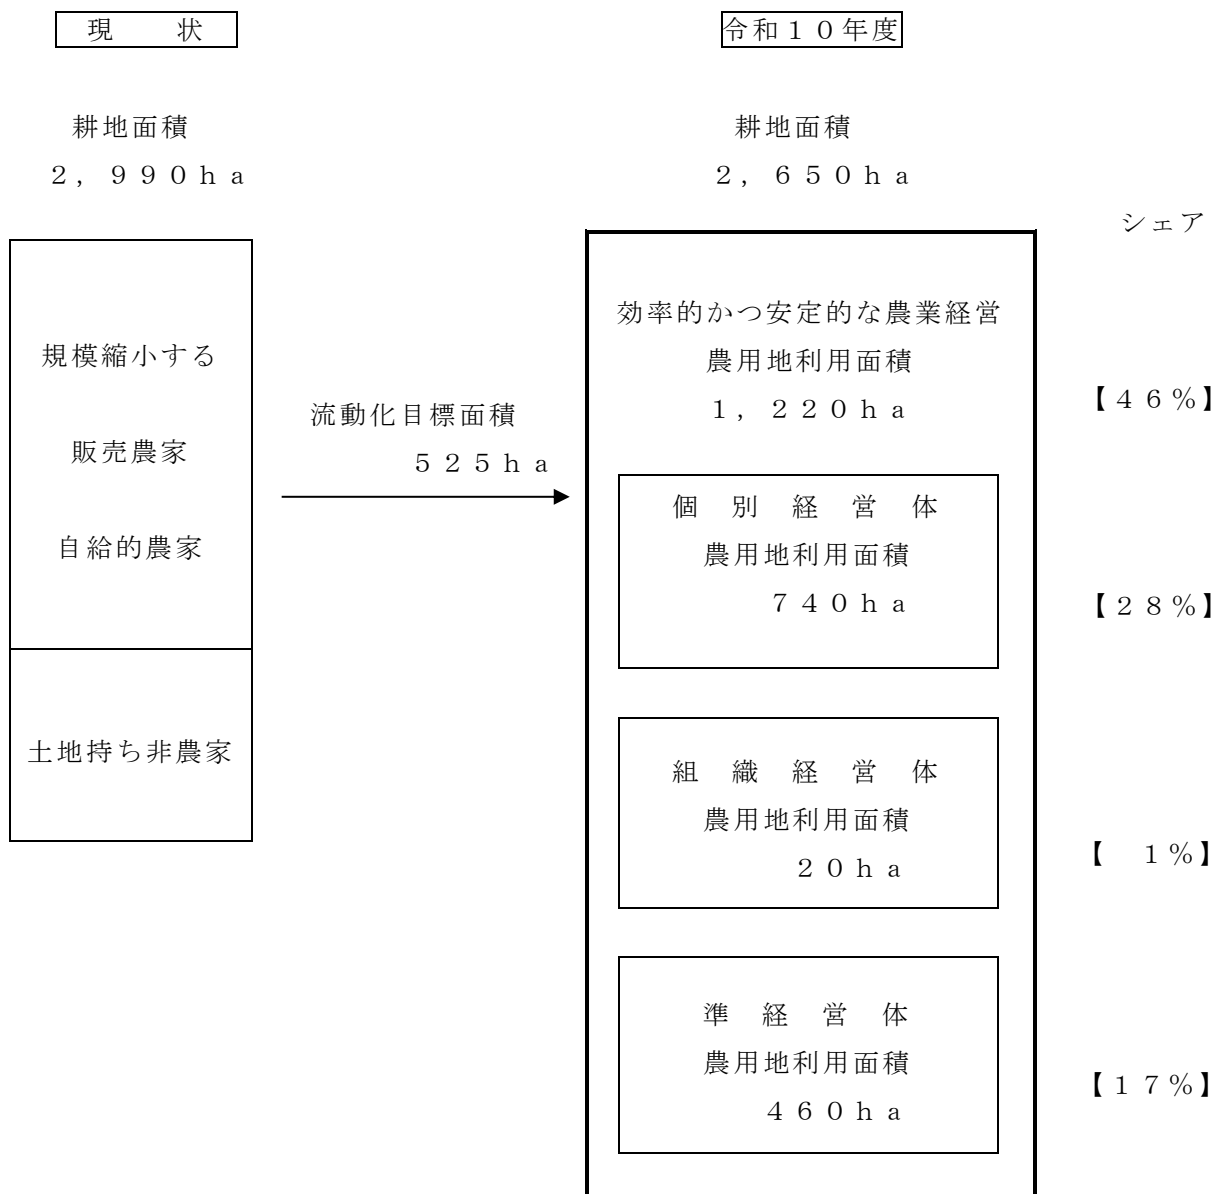 現　　状
令和１０年度
耕地面積
２，９９０ｈａ
耕地面積
２，６５０ｈａ
シェア
規模縮小する
販売農家
自給的農家
土地持ち非農家
流動化目標面積
５２５ｈａ
効率的かつ安定的な農業経営
農用地利用面積
１，２２０ｈａ
【４６％】
個　別　経　営　体
農用地利用面積
７４０ｈａ
【２８％】
組　織　経　営　体
農用地利用面積
２０ｈａ
【　１％】
準　経　営　体
農用地利用面積
４６０ｈａ
【１７％】